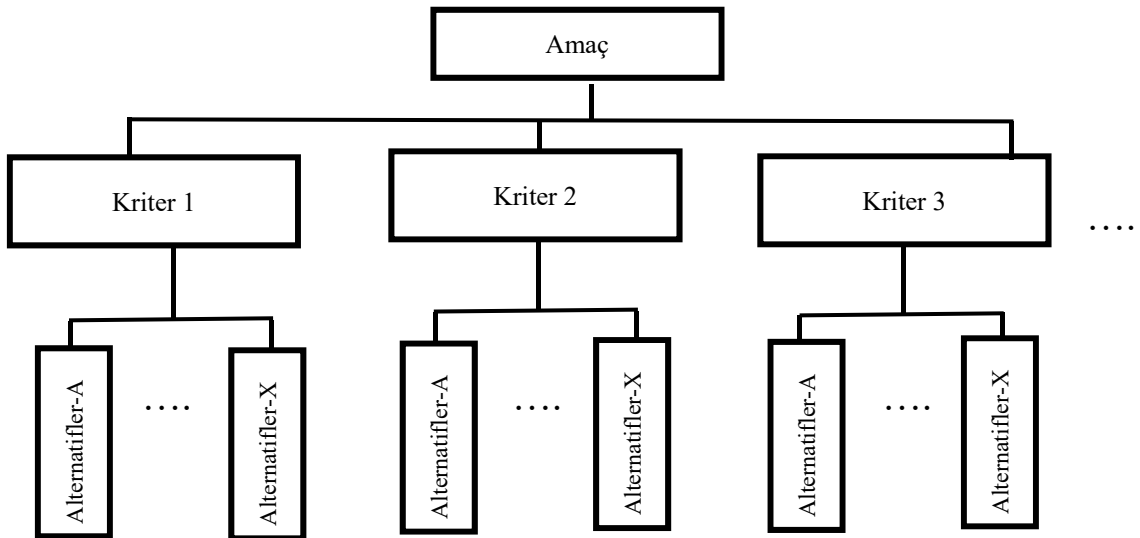 Amaç
Kriter 1
Kriter 2
Kriter 3
....
Alternatifler-A
....
Alternatifler-X
Alternatifler-A
....
Alternatifler-X
Alternatifler-A
....
Alternatifler-X